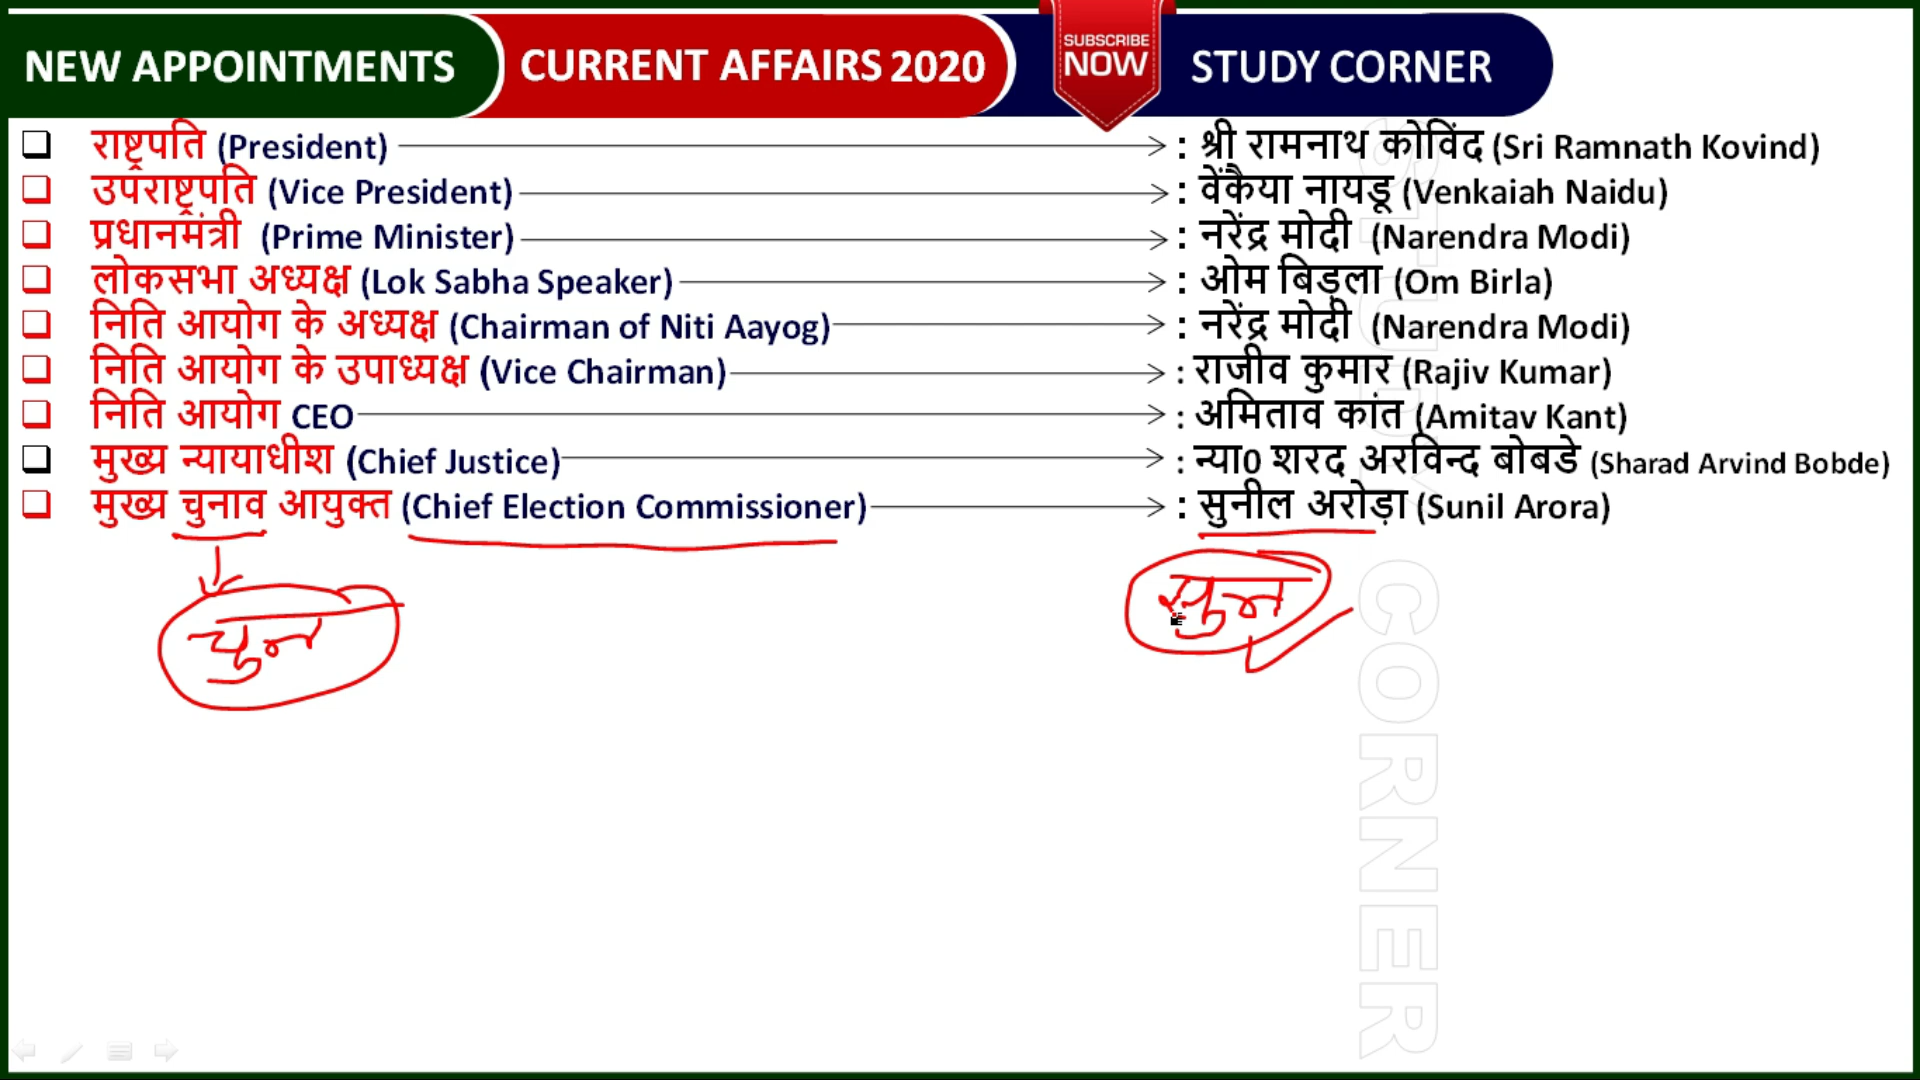 NEW APPOINTMENTS CURRENT AFFAIRS 2020 SUBSCRIBE NOW STUDY CORNER
राष्ट्रपति (President) : श्री रामनाथ कोविंद (Sri Ramnath Kovind)
उपराष्ट्रपति (Vice President) : वेंकैया नायडू (Venkaiah Naidu)
प्रधानमंत्री (Prime Minister) : नरेंद्र मोदी (Narendra Modi)
लोकसभा अध्यक्ष (Lok Sabha Speaker) : ओम बिड़ला (Om Birla)
निति आयोग के अध्यक्ष (Chairman of Niti Aayog) : नरेंद्र मोदी (Narendra Modi)
निति आयोग के उपाध्यक्ष (Vice Chairman) : राजीव कुमार (Rajiv Kumar)
निति आयोग CEO : अमिताव कांत (Amitav Kant)
मुख्य न्यायाधीश (Chief Justice) : न्या0 शरद अरविन्द बोबडे (Sharad Arvind Bobde)
मुख्य चुनाव आयुक्त (Chief Election Commissioner) : सुनील अरोड़ा (Sunil Arora)
चुन सुन
STUDY CORNER